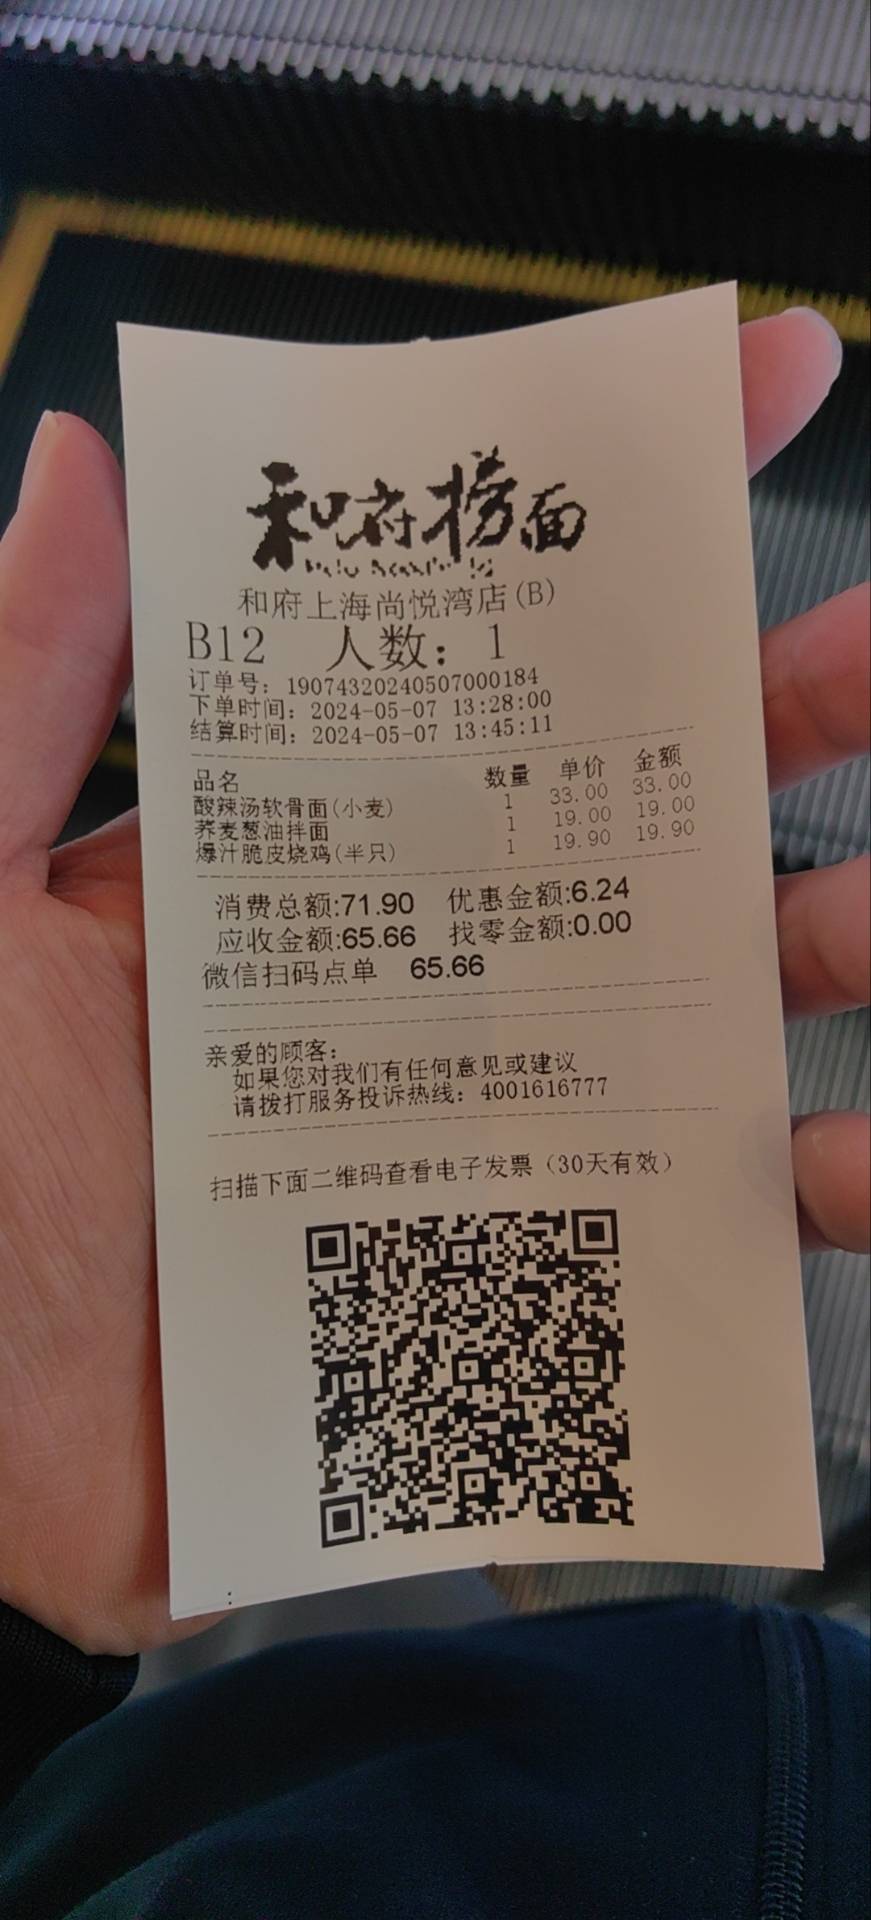 和府捞面
和府上海尚悦湾店(B)
B12 人数: 1
订单号: 19074320240507000184
下单时间: 2024-05-07 13:28:00
结算时间: 2024-05-07 13:45:11
品名 数量 单价 金额
酸辣汤软骨面(小麦) 1 33.00 33.00
荞麦葱油拌面 1 19.00 19.00
爆汁脆皮烧鸡(半只) 1 19.90 19.90
消费总额:71.90 优惠金额:6.24
应收金额:65.66 找零金额:0.00
微信扫码点单 65.66
亲爱的顾客:
如果您对我们有任何意见或建议
请拨打服务投诉热线: 4001616777
扫描下面二维码查看电子发票(30天有效)